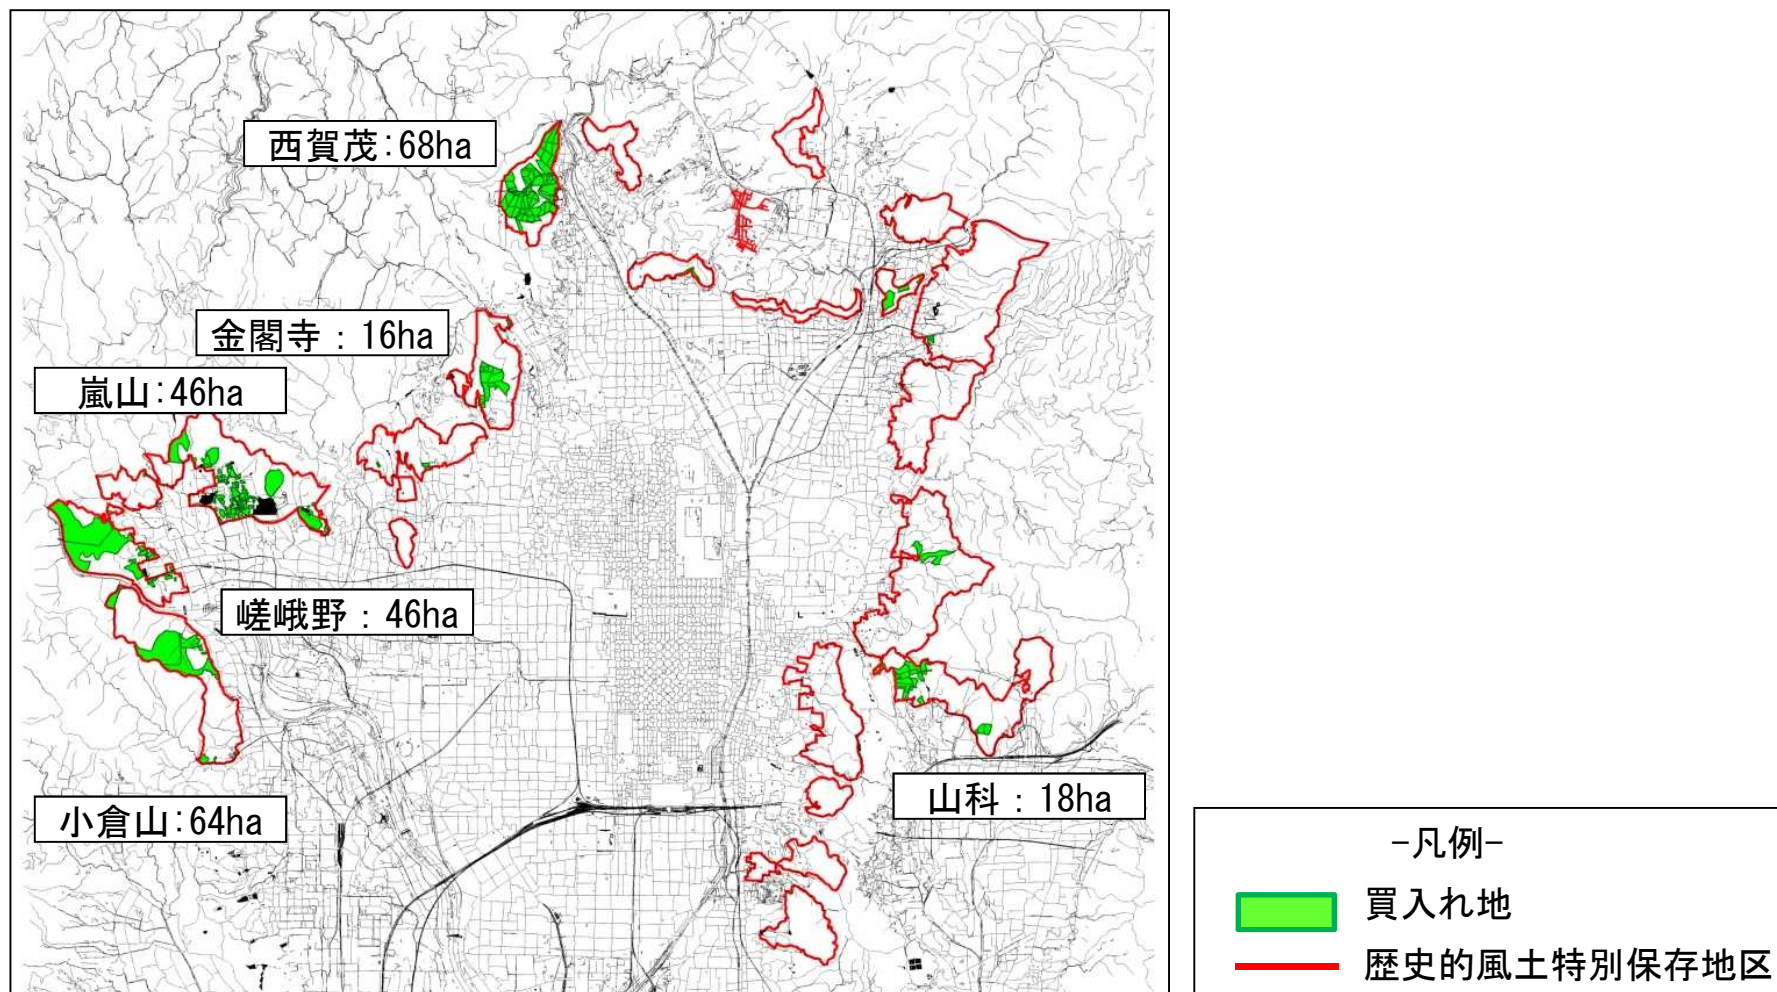 西賀茂:68ha
金閣寺：16ha
嵐山:46ha
嵯峨野：46ha
小倉山:64ha
山科：18ha
-凡例-
買入れ地
歴史的風土特別保存地区